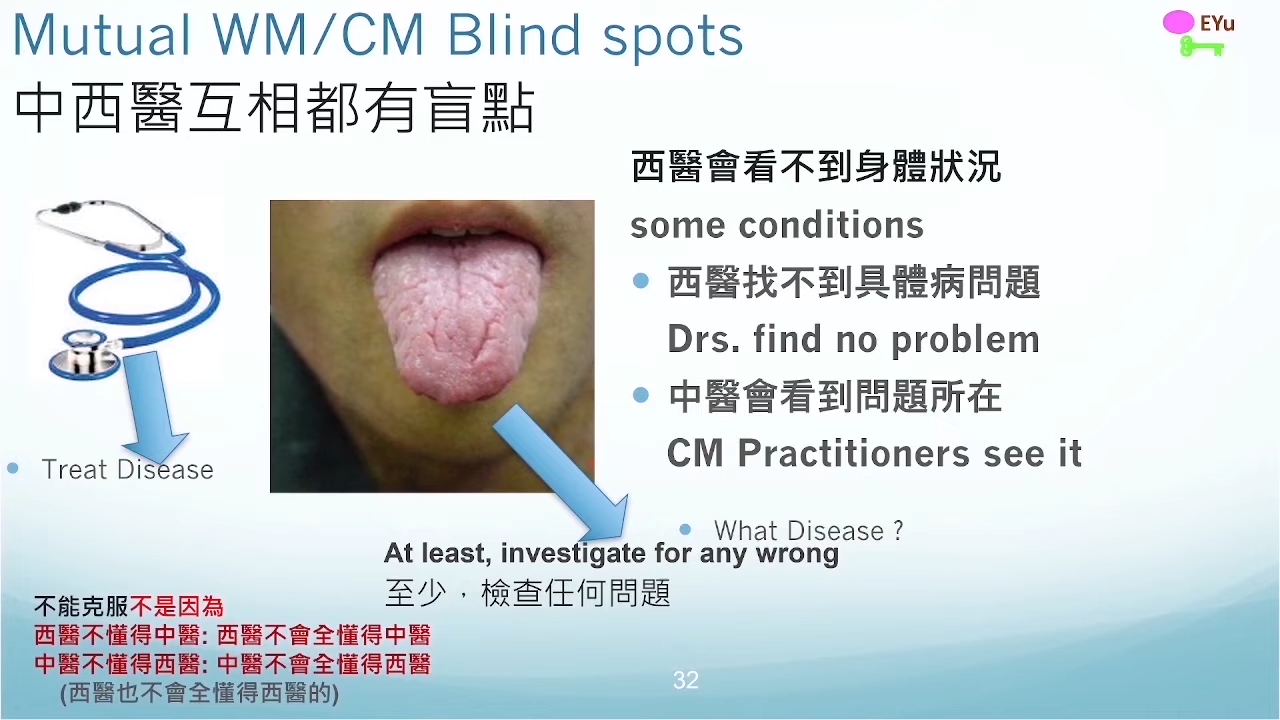 Mutual WM/CM Blind spots
EYu
中西醫互相都有盲點
西醫會看不到身體狀況
some conditions
• 西醫找不到具體病問題
Drs. find no problem
• 中醫會看到問題所在
CM Practitioners see it
• Treat Disease
• What Disease ?
At least, investigate for any wrong
至少，檢查任何問題
不能克服不是因為
西醫不懂得中醫: 西醫不會全懂得中醫
中醫不懂得西醫: 中醫不會全懂得西醫
(西醫也不會全懂得西醫的)
32